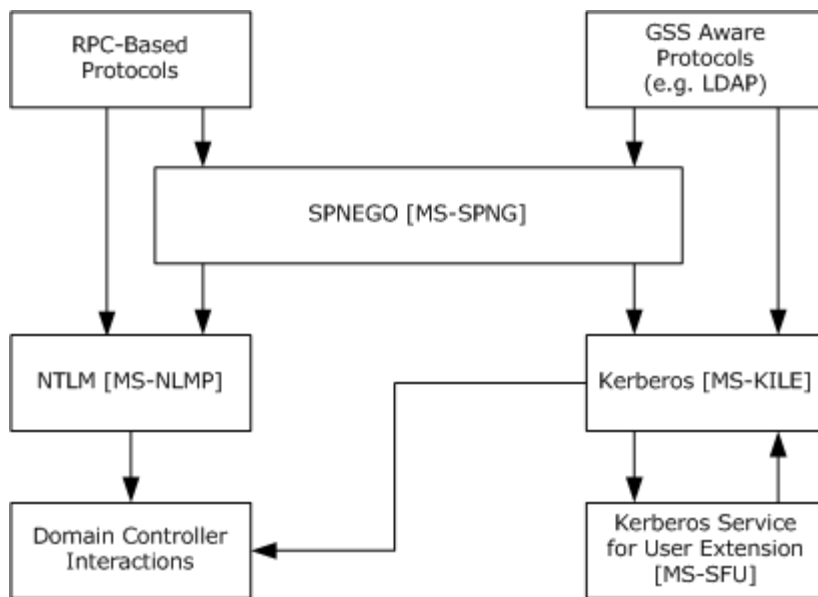 RPC-Based
Protocols
GSS Aware
Protocols
(e.g. LDAP)
SPNEGO [MS-SPNG]
NTLM [MS-NLMP]
Kerberos [MS-KILE]
Domain Controller
Interactions
Kerberos Service
for User Extension
[MS-SFU]